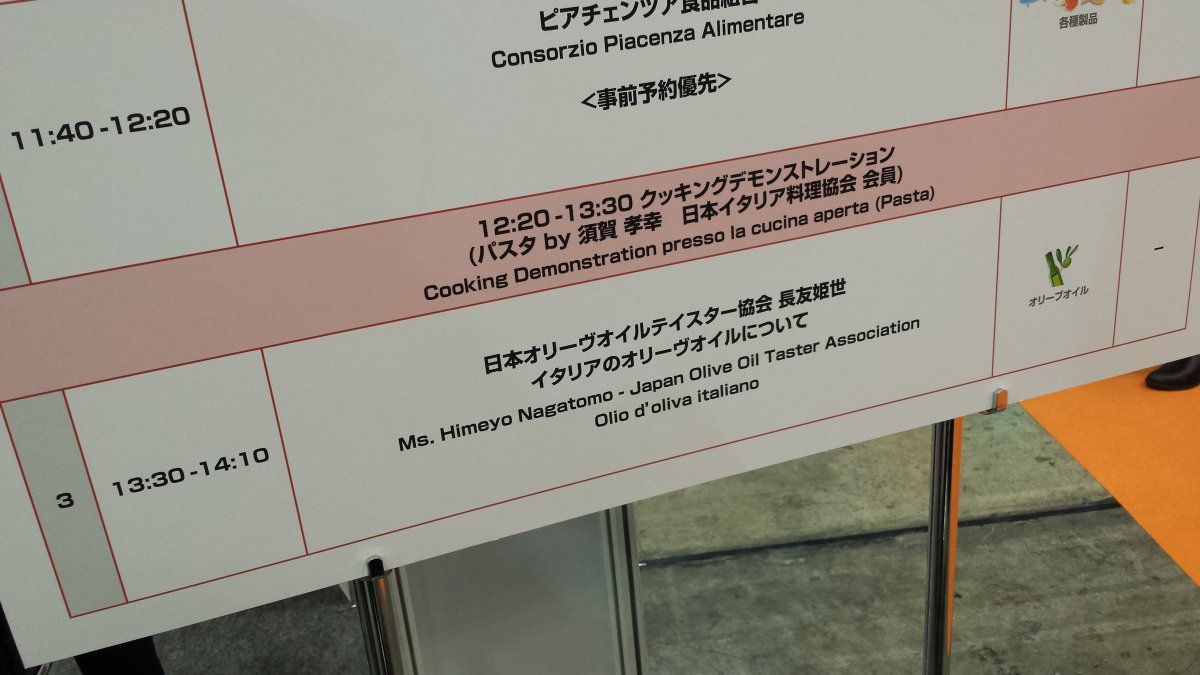 ピアチェンツァ食品組合
Consorzio Piacenza Alimentare
各種製品
11:40 -12:20
<事前予約優先>
12:20 -13:30 クッキングデモンストレーション
(パスタ by 須賀 孝幸 日本イタリア料理協会 会員)
Cooking Demonstration presso la cucina aperta (Pasta)
3
13:30 -14:10
日本オリーヴオイルテイスター協会 長友姫世
イタリアのオリーヴオイルについて
Ms. Himeyo Nagatomo - Japan Olive Oil Taster Association
Olio d'oliva italiano
オリーブオイル
–